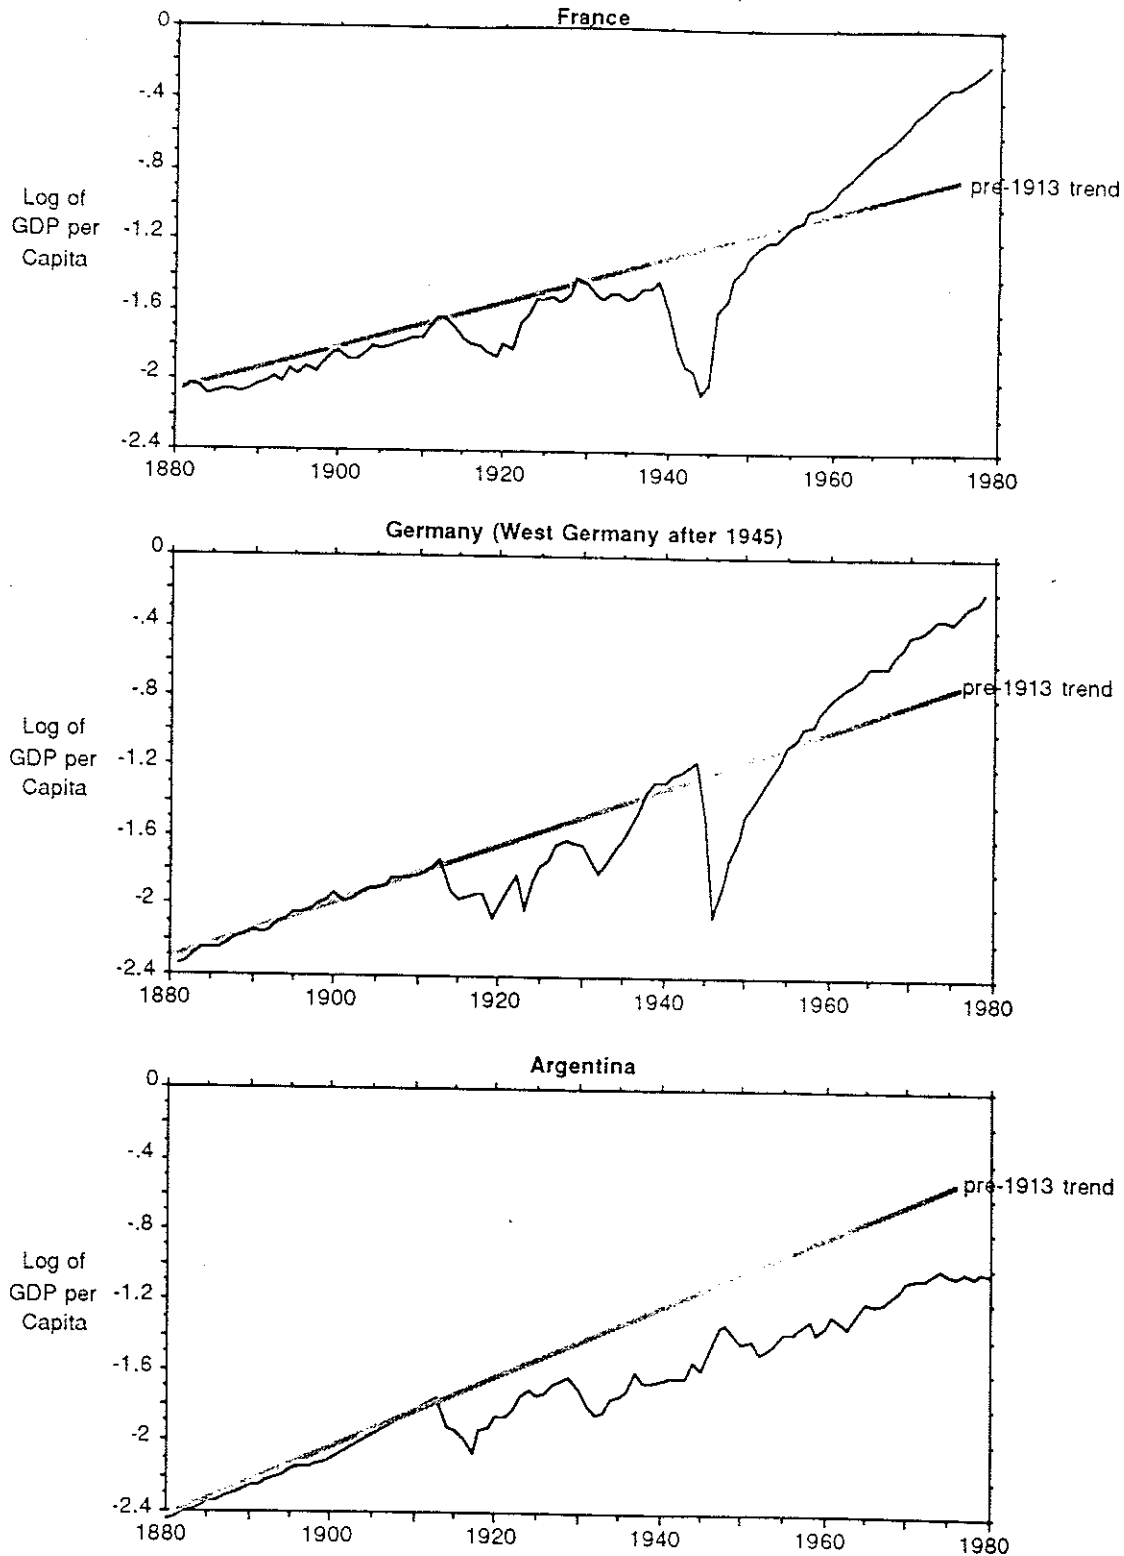 France
0
-.4
-.8
-1.2
-1.6
-2
-2.4
Log of
GDP per
Capita
pre-1913 trend
1880 1900 1920 1940 1960 1980
Germany (West Germany after 1945)
0
-.4
-.8
-1.2
-1.6
-2
-2.4
Log of
GDP per
Capita
pre-1913 trend
1880 1900 1920 1940 1960 1980
Argentina
0
-.4
-.8
-1.2
-1.6
-2
-2.4
Log of
GDP per
Capita
pre-1913 trend
1880 1900 1920 1940 1960 1980